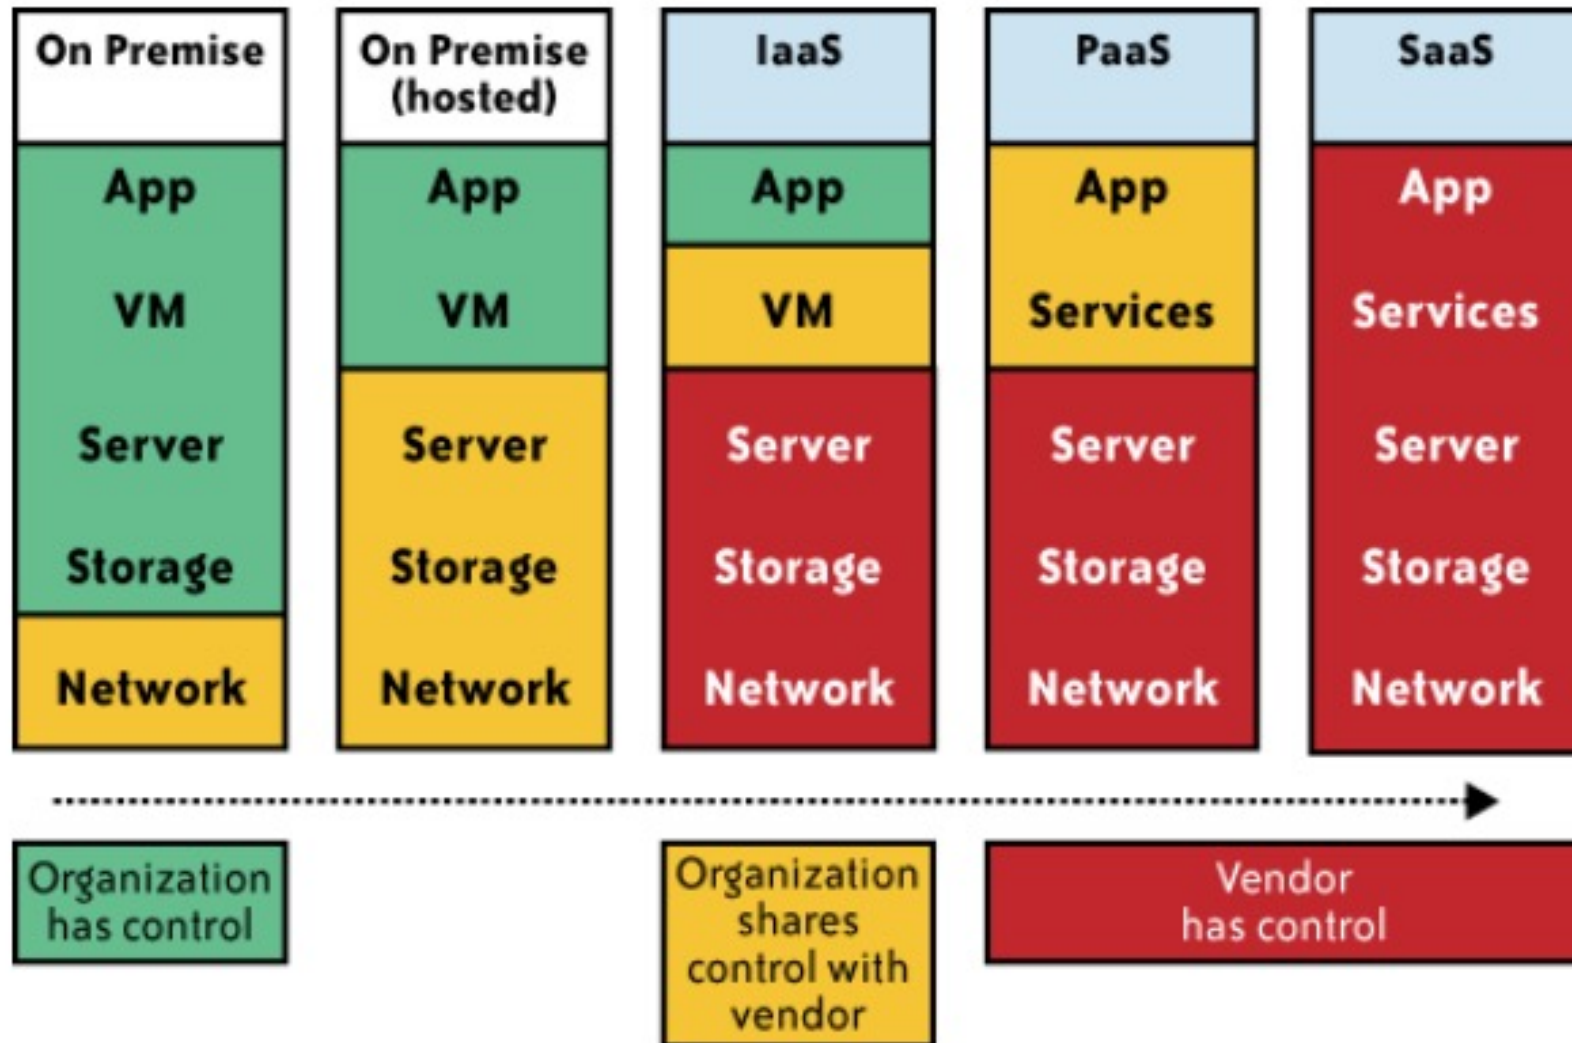 On Premise
App
VM
Server
Storage
Network
On Premise
(hosted)
App
VM
Server
Storage
Network
IaaS
App
VM
Server
Storage
Network
PaaS
App
Services
Server
Storage
Network
SaaS
App
Services
Server
Storage
Network
Organization
has control
Organization
shares
control with
vendor
Vendor
has control